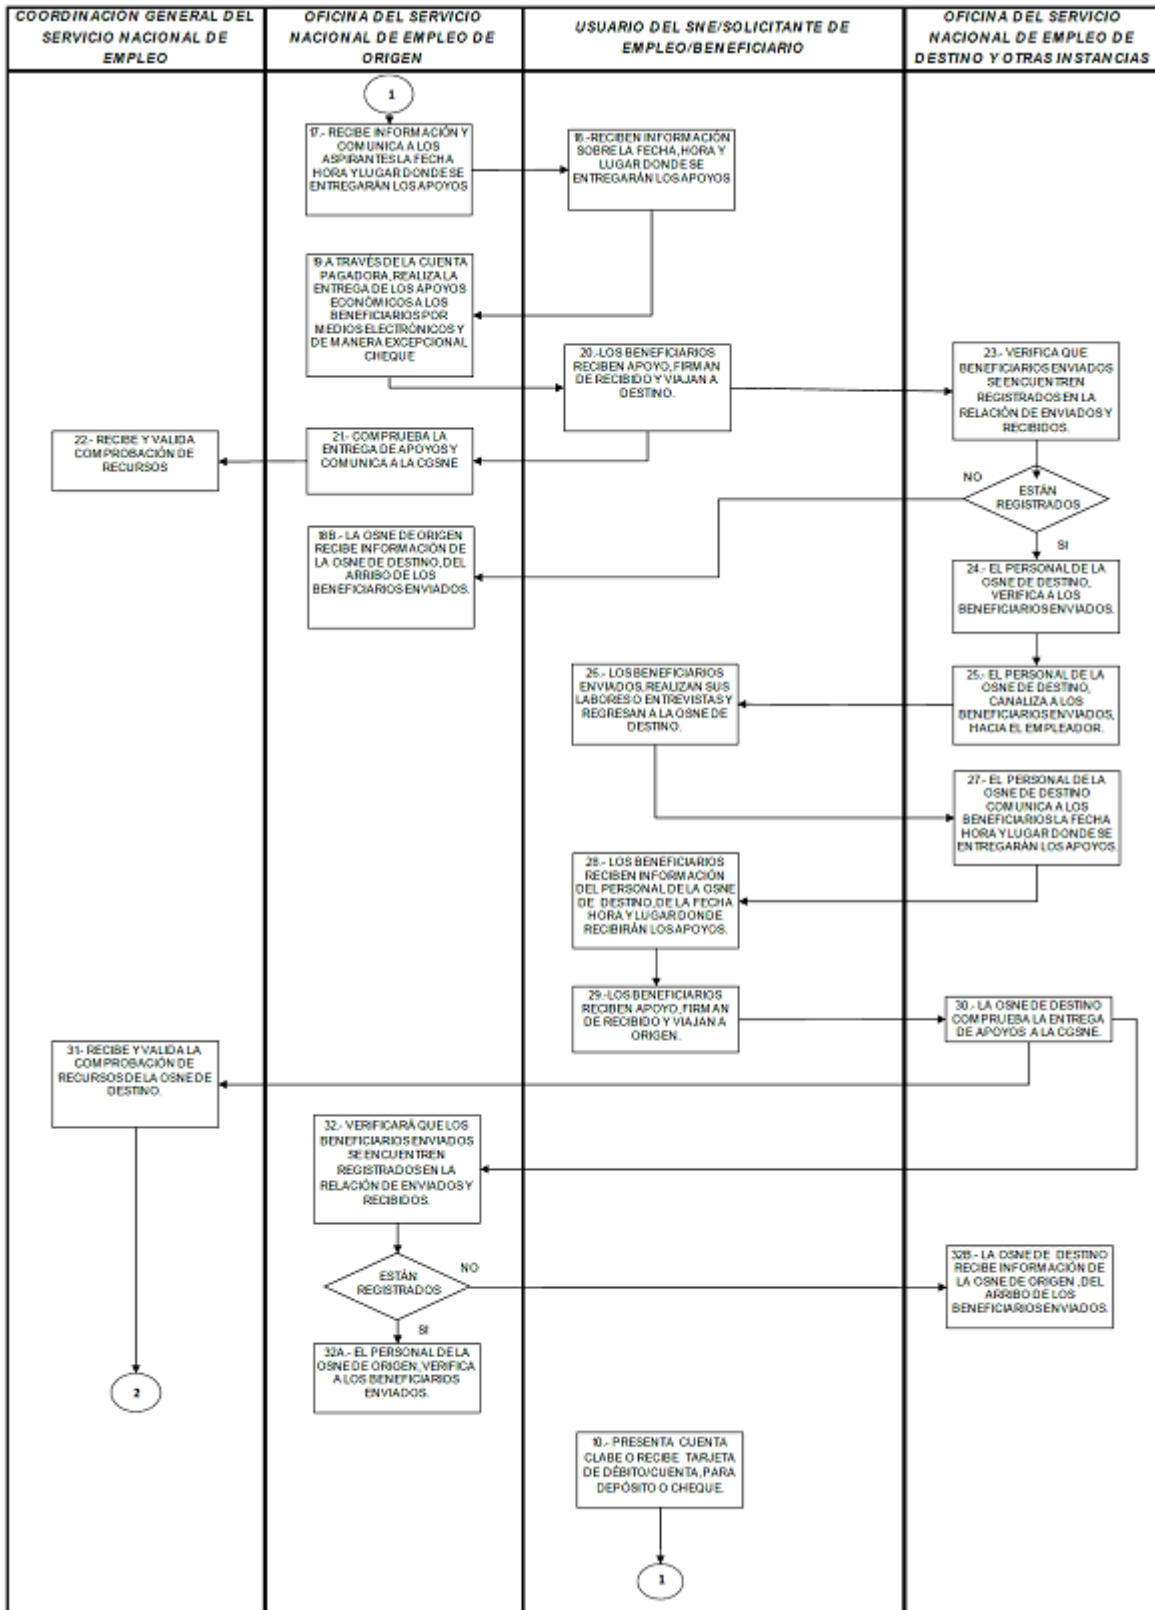 COORDINACIÓN GENERAL DEL
SERVICIO NACIONAL DE
EMPLEO
OFICINA DEL SERVICIO
NACIONAL DE EMPLEO DE
ORIGEN
USUARIO DEL SNE/SOLICITANTE DE
EMPLEO/BENEFICIARIO
OFICINA DEL SERVICIO
NACIONAL DE EMPLEO DE
DESTINO Y OTRAS INSTANCIAS
1
17.- RECIBE INFORMACIÓN Y
COMUNICA A LOS
ASPIRANTES LA FECHA
HORA Y LUGAR DONDE SE
ENTREGARÁN LOS APOYOS
18.-RECIBEN INFORMACIÓN
SOBRE LA FECHA, HORA Y
LUGAR DONDE SE
ENTREGARÁN LOS APOYOS
19.A TRAVÉS DE LA CUENTA
PAGADORA, REALIZA LA
ENTREGA DE LOS APOYOS
ECONÓMICOS A LOS
BENEFICIARIOS POR
MEDIOS ELECTRÓNICOS Y
DE MANERA EXCEPCIONAL
CHEQUE
20.-LOS BENEFICIARIOS
RECIBEN APOYO, FIRMAN
DE RECIBIDO Y VIAJAN A
DESTINO.
23.- VERIFICA QUE
BENEFICIARIOS ENVIADOS
SE ENCUENTREN
REGISTRADOS EN LA
RELACIÓN DE ENVIADOS Y
RECIBIDOS.
22.- RECIBE Y VALIDA
COMPROBACIÓN DE
RECURSOS
21.- COMPRUEBA LA
ENTREGA DE APOYOS Y
COMUNICA A LA CGSNE
NO
ESTÁN
REGISTRADOS
SI
18B.- LA OSNE DE ORIGEN
RECIBE INFORMACIÓN DE
LA OSNE DE DESTINO, DEL
ARRIBO DE LOS
BENEFICIARIOS ENVIADOS.
24.- EL PERSONAL DE LA
OSNE DE DESTINO,
VERIFICA A LOS
BENEFICIARIOS ENVIADOS.
26.- LOS BENEFICIARIOS
ENVIADOS, REALIZAN SUS
LABORES O ENTREVISTAS Y
REGRESAN A LA OSNE DE
DESTINO.
25.- EL PERSONAL DE LA
OSNE DE DESTINO,
CANALIZA A LOS
BENEFICIARIOS ENVIADOS,
HACIA EL EMPLEADOR.
27.- EL PERSONAL DE LA
OSNE DE DESTINO
COMUNICA A LOS
BENEFICIARIOS LA FECHA
HORA Y LUGAR DONDE SE
ENTREGARÁN LOS APOYOS.
28.- LOS BENEFICIARIOS
RECIBEN INFORMACIÓN
DEL PERSONAL DE LA OSNE
DE DESTINO, DE LA FECHA
HORA Y LUGAR DONDE
RECIBIRÁN LOS APOYOS.
29.-LOS BENEFICIARIOS
RECIBEN APOYO, FIRMAN
DE RECIBIDO Y VIAJAN A
ORIGEN.
30.- LA OSNE DE DESTINO
COMPRUEBA LA ENTREGA
DE APOYOS A LA CGSNE.
31.- RECIBE Y VALIDA LA
COMPROBACIÓN DE
RECURSOS DE LA OSNE DE
DESTINO.
32.- VERIFICARÁ QUE LOS
BENEFICIARIOS ENVIADOS
SE ENCUENTREN
REGISTRADOS EN LA
RELACIÓN DE ENVIADOS Y
RECIBIDOS.
ESTÁN
REGISTRADOS
NO
SI
32B.- LA OSNE DE DESTINO
RECIBE INFORMACIÓN DE
LA OSNE DE ORIGEN , DEL
ARRIBO DE LOS
BENEFICIARIOS ENVIADOS.
32A.- EL PERSONAL DE LA
OSNE DE ORIGEN, VERIFICA
A LOS BENEFICIARIOS
ENVIADOS.
2
10.- PRESENTA CUENTA
CLABE O RECIBE TARJETA
DE DÉBITO/CUENTA, PARA
DEPÓSITO O CHEQUE.
1